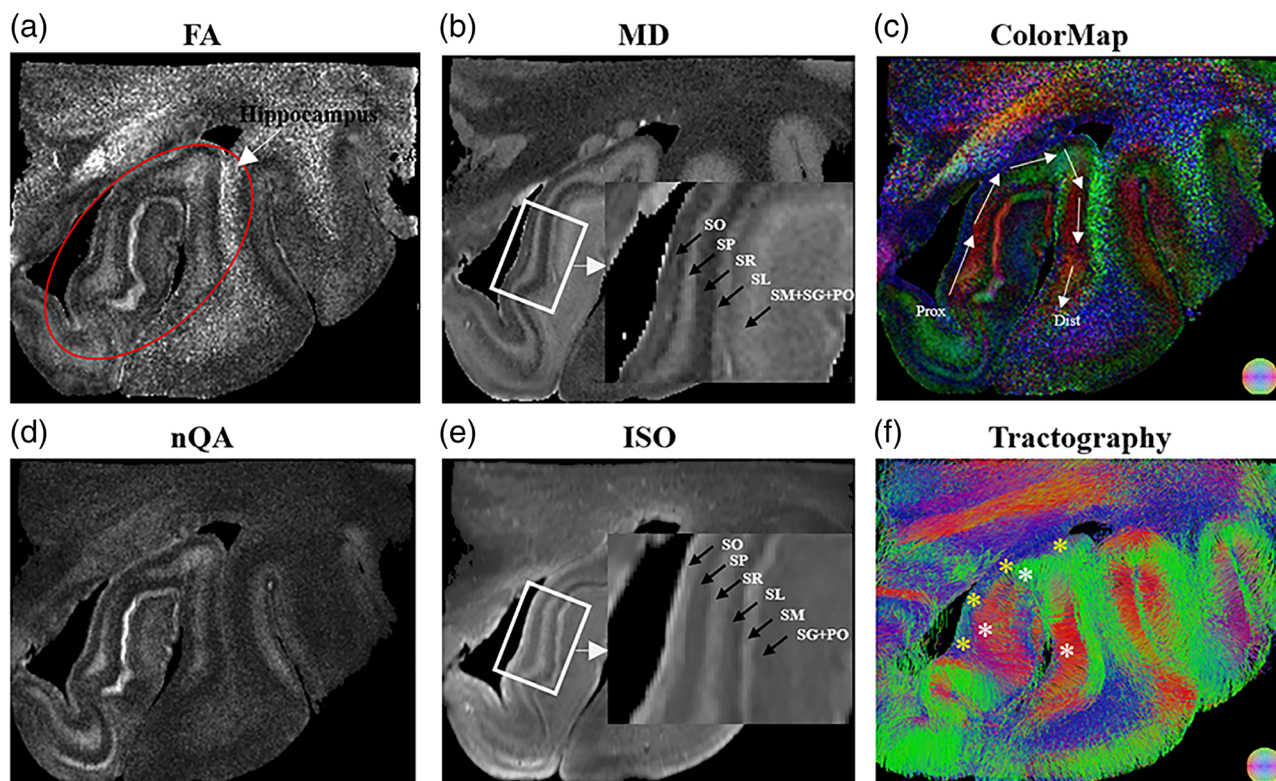 (a)
FA
Hippocampus
(b)
MD
SO
SP
SR
SL
SM+SG+PO
(c)
ColorMap
Prox
Dist
(d)
nQA
(e)
ISO
SO
SP
SR
SL
SM
SG+PO
(f)
Tractography
*
*
*
*
*
*
*